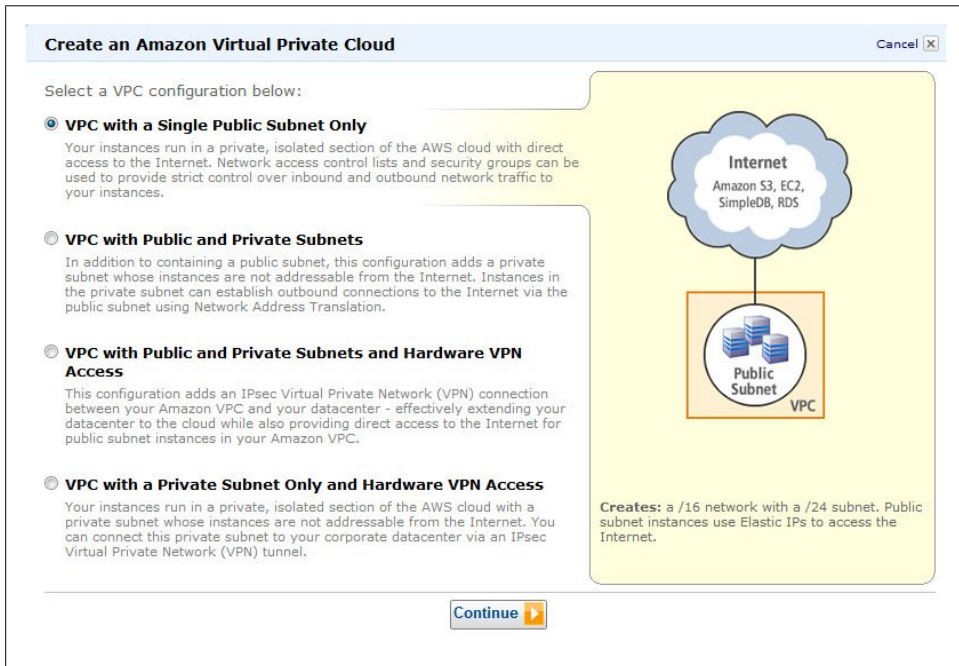 Create an Amazon Virtual Private Cloud
Cancel
Select a VPC configuration below:
VPC with a Single Public Subnet Only
Your instances run in a private, isolated section of the AWS cloud with direct
access to the Internet. Network access control lists and security groups can be
used to provide strict control over inbound and outbound network traffic to
your instances.
VPC with Public and Private Subnets
In addition to containing a public subnet, this configuration adds a private
subnet whose instances are not addressable from the Internet. Instances in
the private subnet can establish outbound connections to the Internet via the
public subnet using Network Address Translation.
VPC with Public and Private Subnets and Hardware VPN
Access
This configuration adds an IPsec Virtual Private Network (VPN) connection
between your Amazon VPC and your datacenter - effectively extending your
datacenter to the cloud while also providing direct access to the Internet for
public subnet instances in your Amazon VPC.
VPC with a Private Subnet Only and Hardware VPN Access
Your instances run in a private, isolated section of the AWS cloud with a
private subnet whose instances are not addressable from the Internet. You
can connect this private subnet to your corporate datacenter via an IPsec
Virtual Private Network (VPN) tunnel.
Internet
Amazon S3, EC2,
SimpleDB, RDS
Public
Subnet
VPC
Creates: a /16 network with a /24 subnet. Public
subnet instances use Elastic IPs to access the
Internet.
Continue